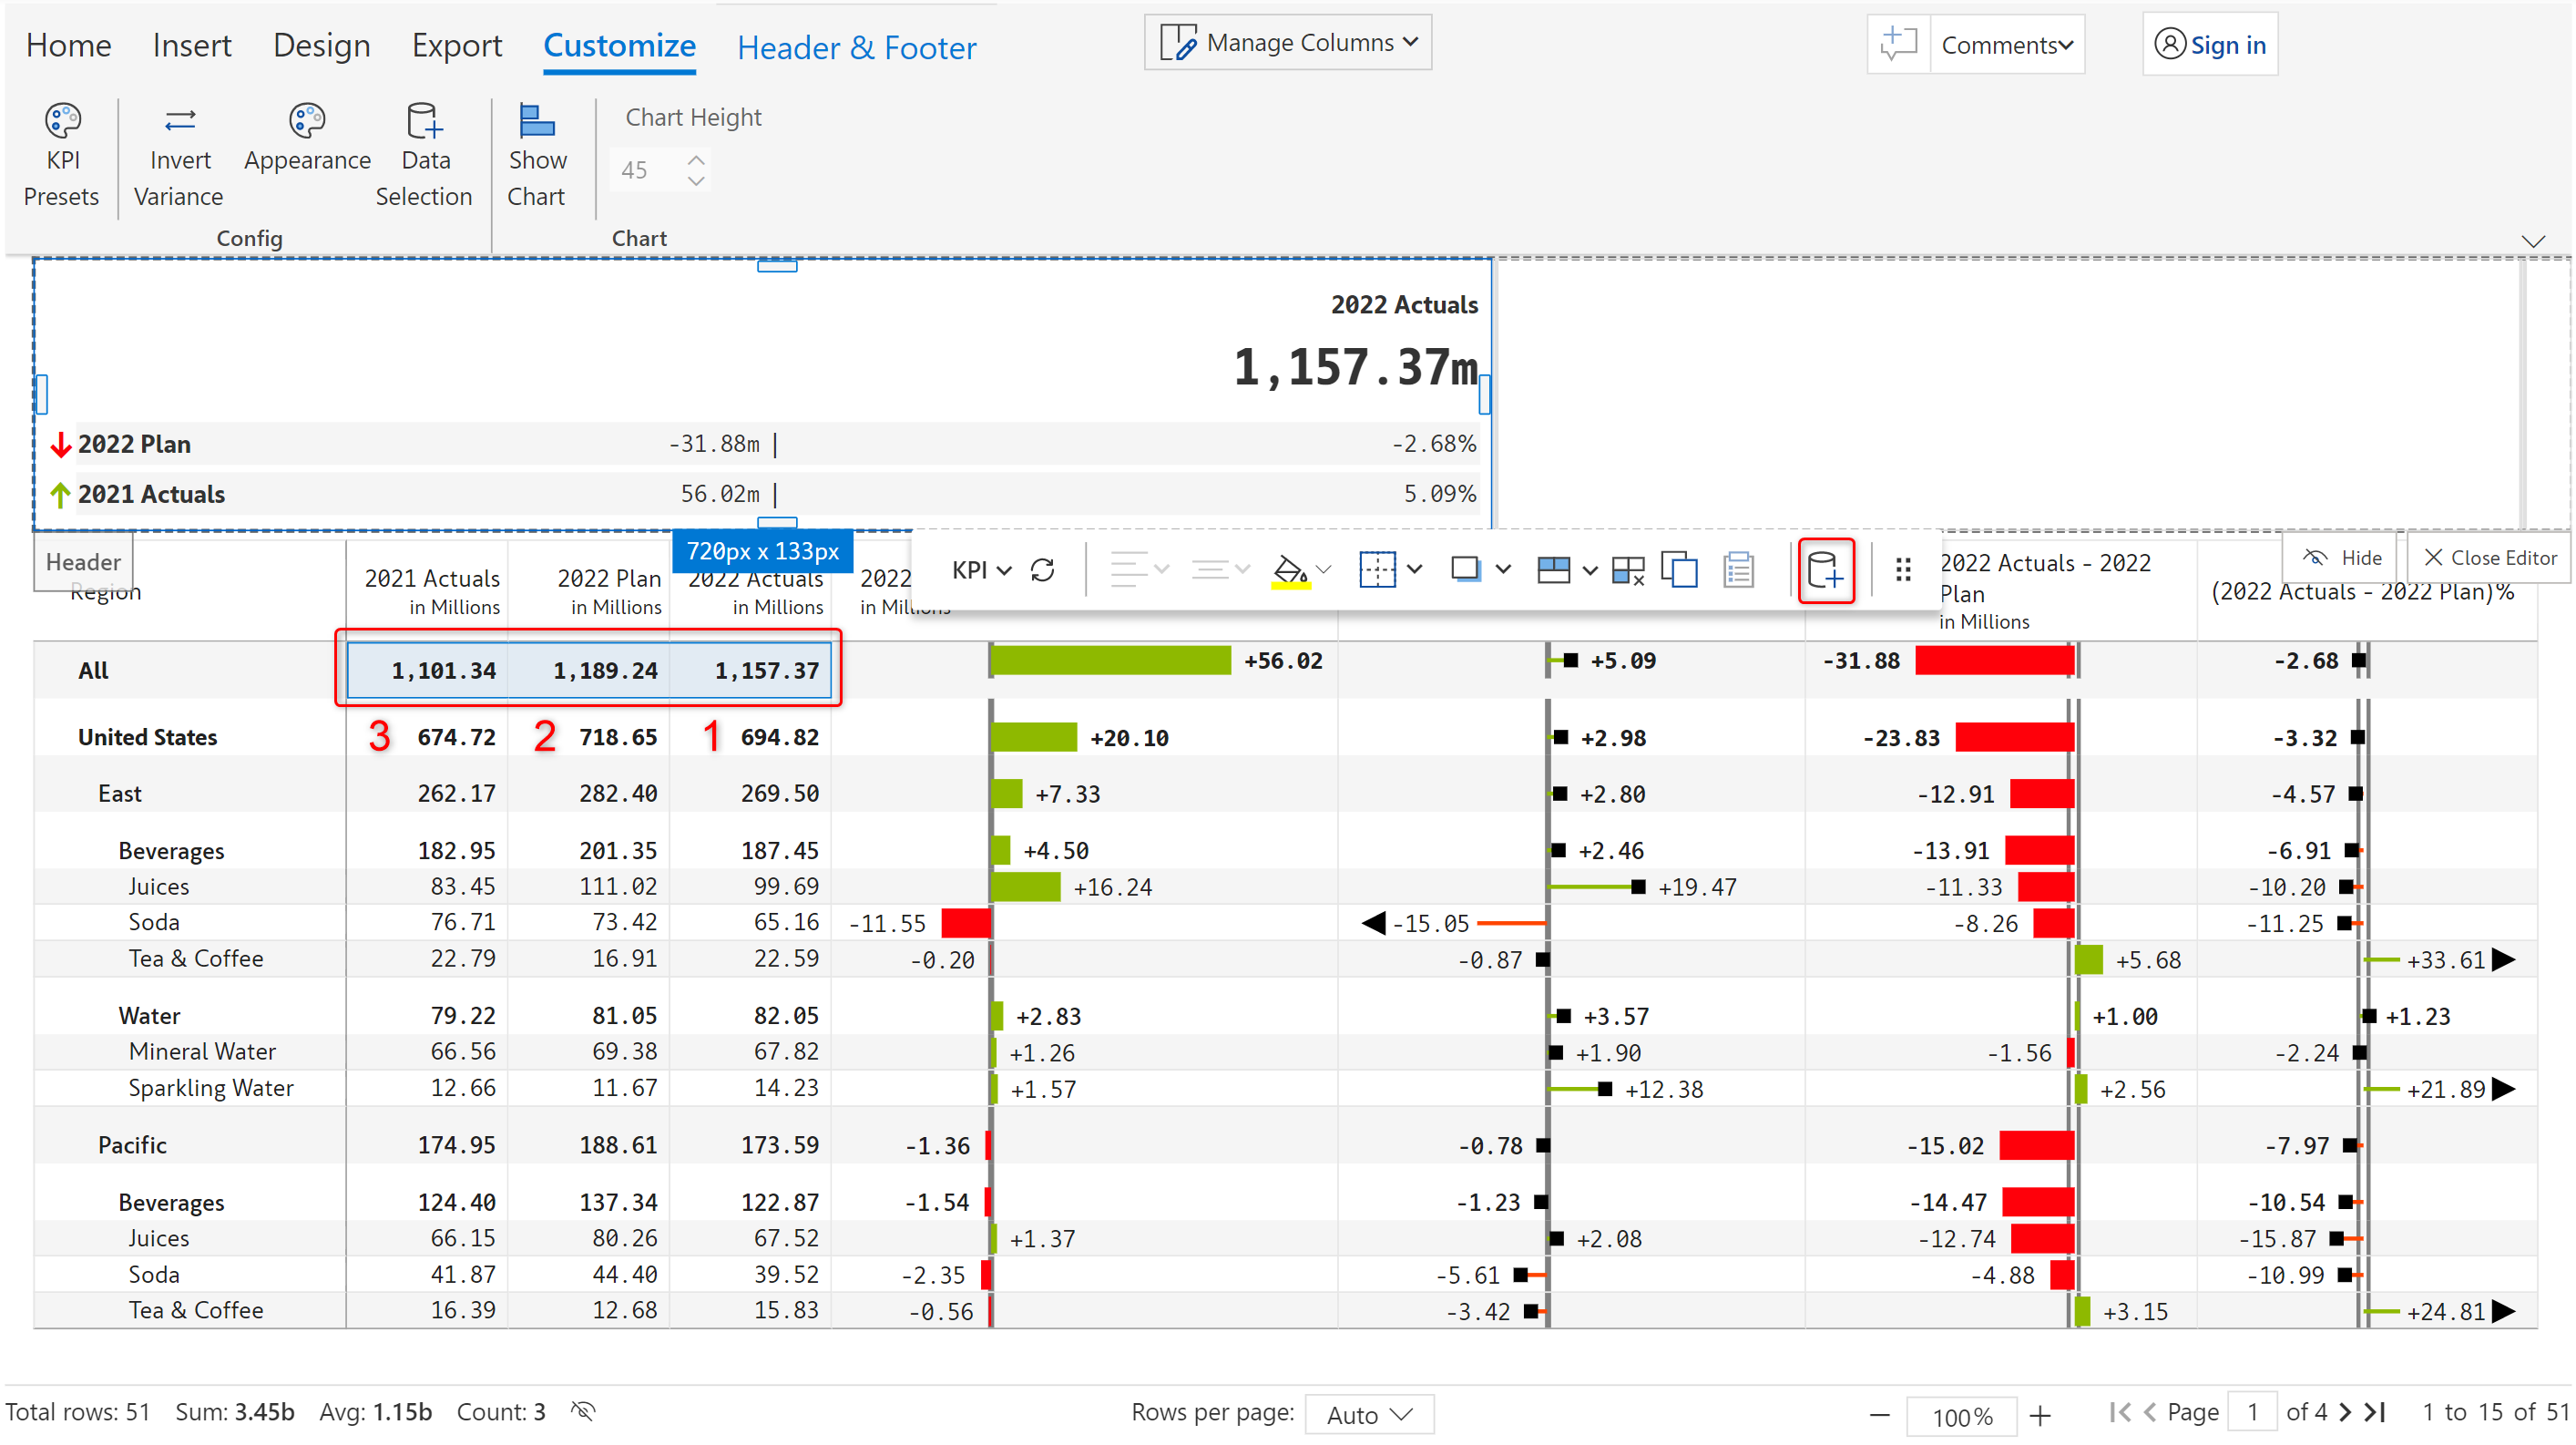 Home Insert Design Export Customize Header & Footer Manage Columns Comments Sign in
KPI Presets
Invert Variance
Appearance
Data Selection
Show Chart
Chart Height
45
Config
Chart
2022 Actuals
1,157.37m
2022 Plan -31.88m | -2.68%
2021 Actuals 56.02m | 5.09%
720px x 133px
Header
KPI
Hide
Close Editor
Region
2021 Actuals in Millions
2022 Plan in Millions
2022 Actuals in Millions
2022
in Millions
2022 Actuals - 2022 Plan in Millions
(2022 Actuals - 2022 Plan)%
All 1,101.34 1,189.24 1,157.37 +56.02 +5.09 -31.88 -2.68
United States 3 674.72 2 718.65 1 694.82 +20.10 +2.98 -23.83 -3.32
East 262.17 282.40 269.50 +7.33 +2.80 -12.91 -4.57
Beverages 182.95 201.35 187.45 +4.50 +2.46 -13.91 -6.91
Juices 83.45 111.02 99.69 +16.24 +19.47 -11.33 -10.20
Soda 76.71 73.42 65.16 -11.55 -15.05 -8.26 -11.25
Tea & Coffee 22.79 16.91 22.59 -0.20 -0.87 +5.68 +33.61
Water 79.22 81.05 82.05 +2.83 +3.57 +1.00 +1.23
Mineral Water 66.56 69.38 67.82 +1.26 +1.90 -1.56 -2.24
Sparkling Water 12.66 11.67 14.23 +1.57 +12.38 +2.56 +21.89
Pacific 174.95 188.61 173.59 -1.36 -0.78 -15.02 -7.97
Beverages 124.40 137.34 122.87 -1.54 -1.23 -14.47 -10.54
Juices 66.15 80.26 67.52 +1.37 +2.08 -12.74 -15.87
Soda 41.87 44.40 39.52 -2.35 -5.61 -4.88 -10.99
Tea & Coffee 16.39 12.68 15.83 -0.56 -3.42 +3.15 +24.81
Total rows: 51 Sum: 3.45b Avg: 1.15b Count: 3 Rows per page: Auto 100% Page 1 of 4 1 to 15 of 51